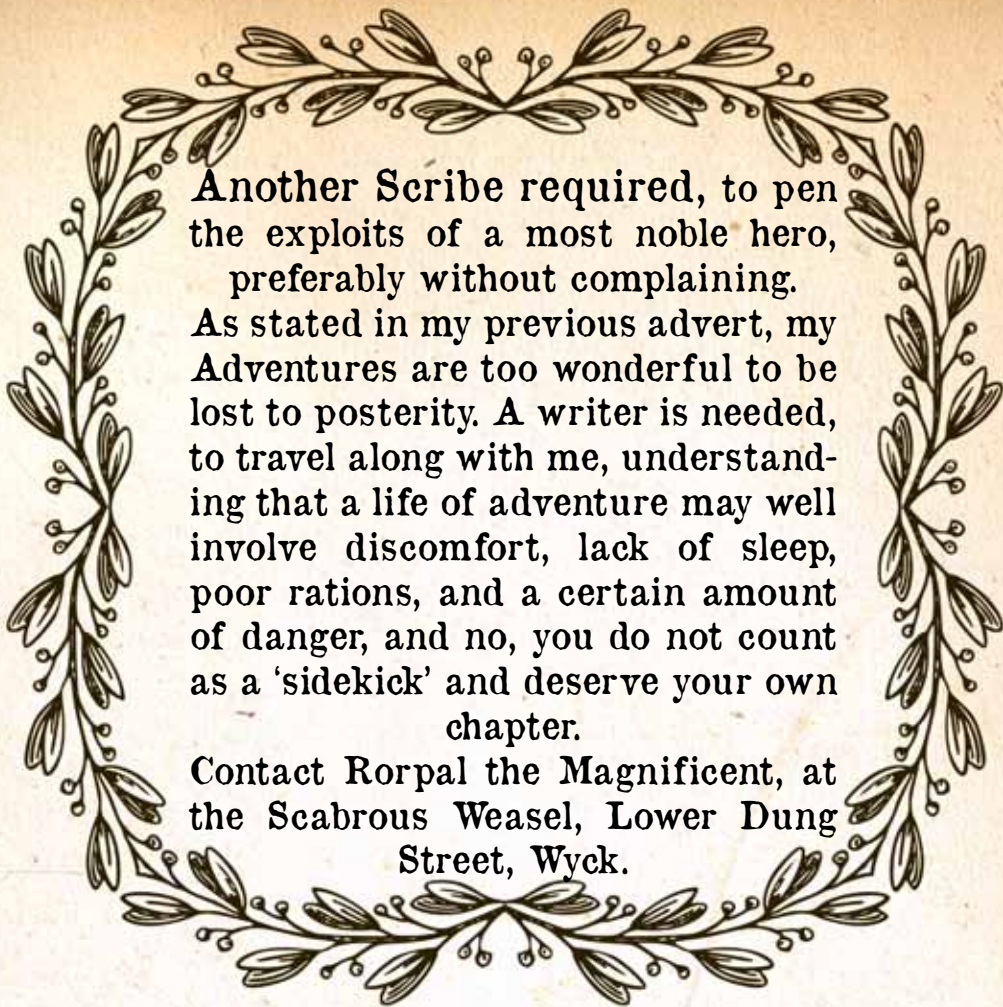 Another Scribe required, to pen
the exploits of a most noble hero,
preferably without complaining.
As stated in my previous advert, my
Adventures are too wonderful to be
lost to posterity. A writer is needed,
to travel along with me, understand-
ing that a life of adventure may well
involve discomfort, lack of sleep,
poor rations, and a certain amount
of danger, and no, you do not count
as a ‘sidekick’ and deserve your own
chapter.
Contact Rorpal the Magnificent, at
the Scabrous Weasel, Lower Dung
Street, Wyck.